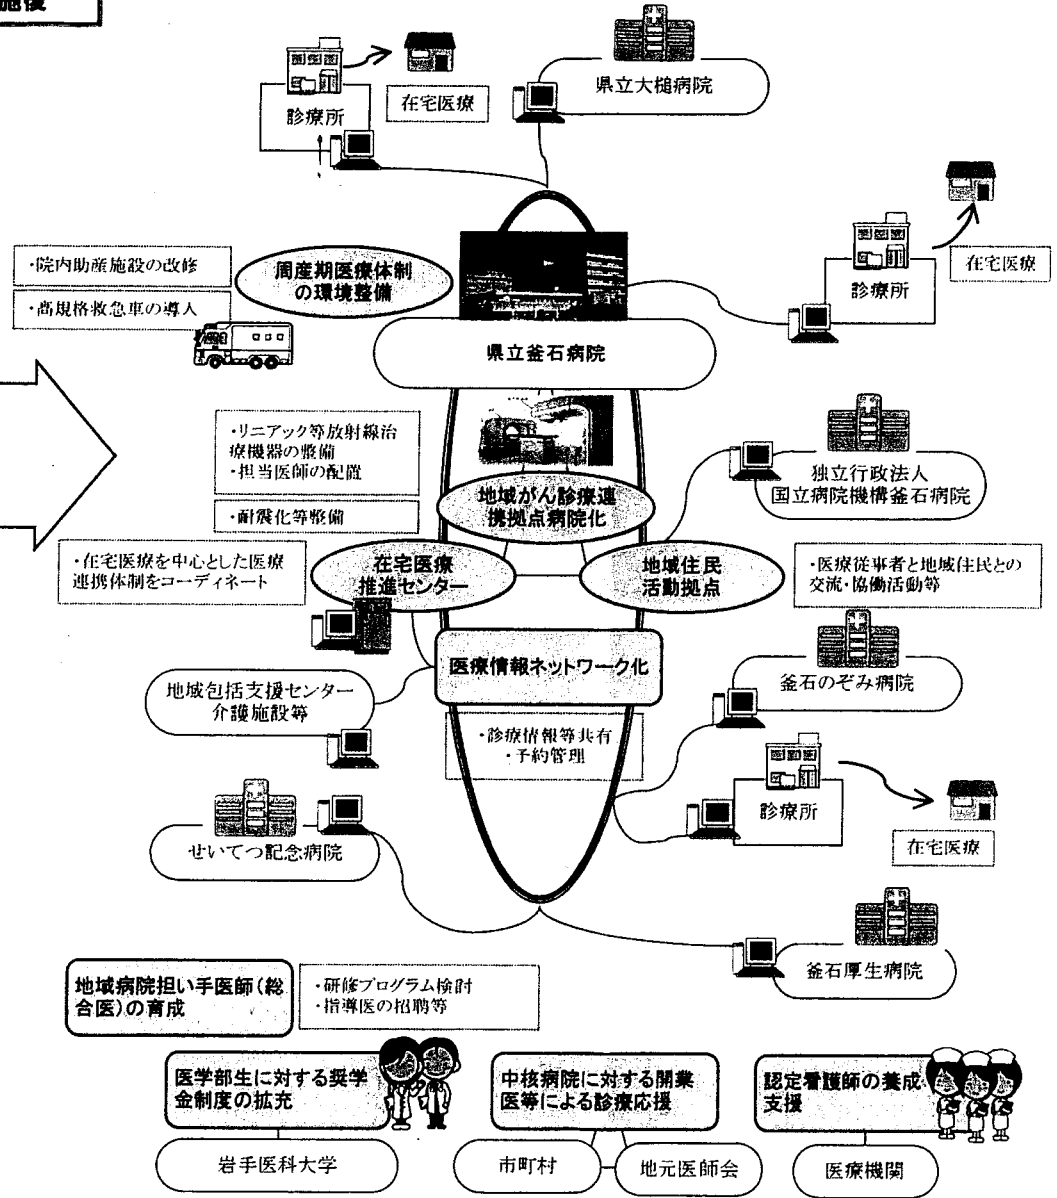 施後
診療所
在宅医療
県立大槌病院
在宅医療
診療所
・院内助産施設の改修
周産期医療体制
の環境整備
・高規格救急車の導入
県立釜石病院
・リニアック等放射線治
療機器の整備
・担当医師の配置
・耐震化等整備
地域がん診療連
携拠点病院化
独立行政法人
国立病院機構釜石病院
・在宅医療を中心とした医療
連携体制をコーディネート
在宅医療
推進センター
地域住民
活動拠点
・医療従事者と地域住民との
交流・協働活動等
医療情報ネットワーク化
釜石のぞみ病院
地域包括支援センター
介護施設等
・診療情報等共有
・予約管理
診療所
在宅医療
せいてつ記念病院
釜石厚生病院
地域病院担い手医師(総
合医)の育成
・研修プログラム検討
・指導医の招聘等
医学部生に対する奨学
金制度の拡充
中核病院に対する開業
医等による診療応援
認定看護師の養成
支援
岩手医科大学
市町村
地元医師会
医療機関